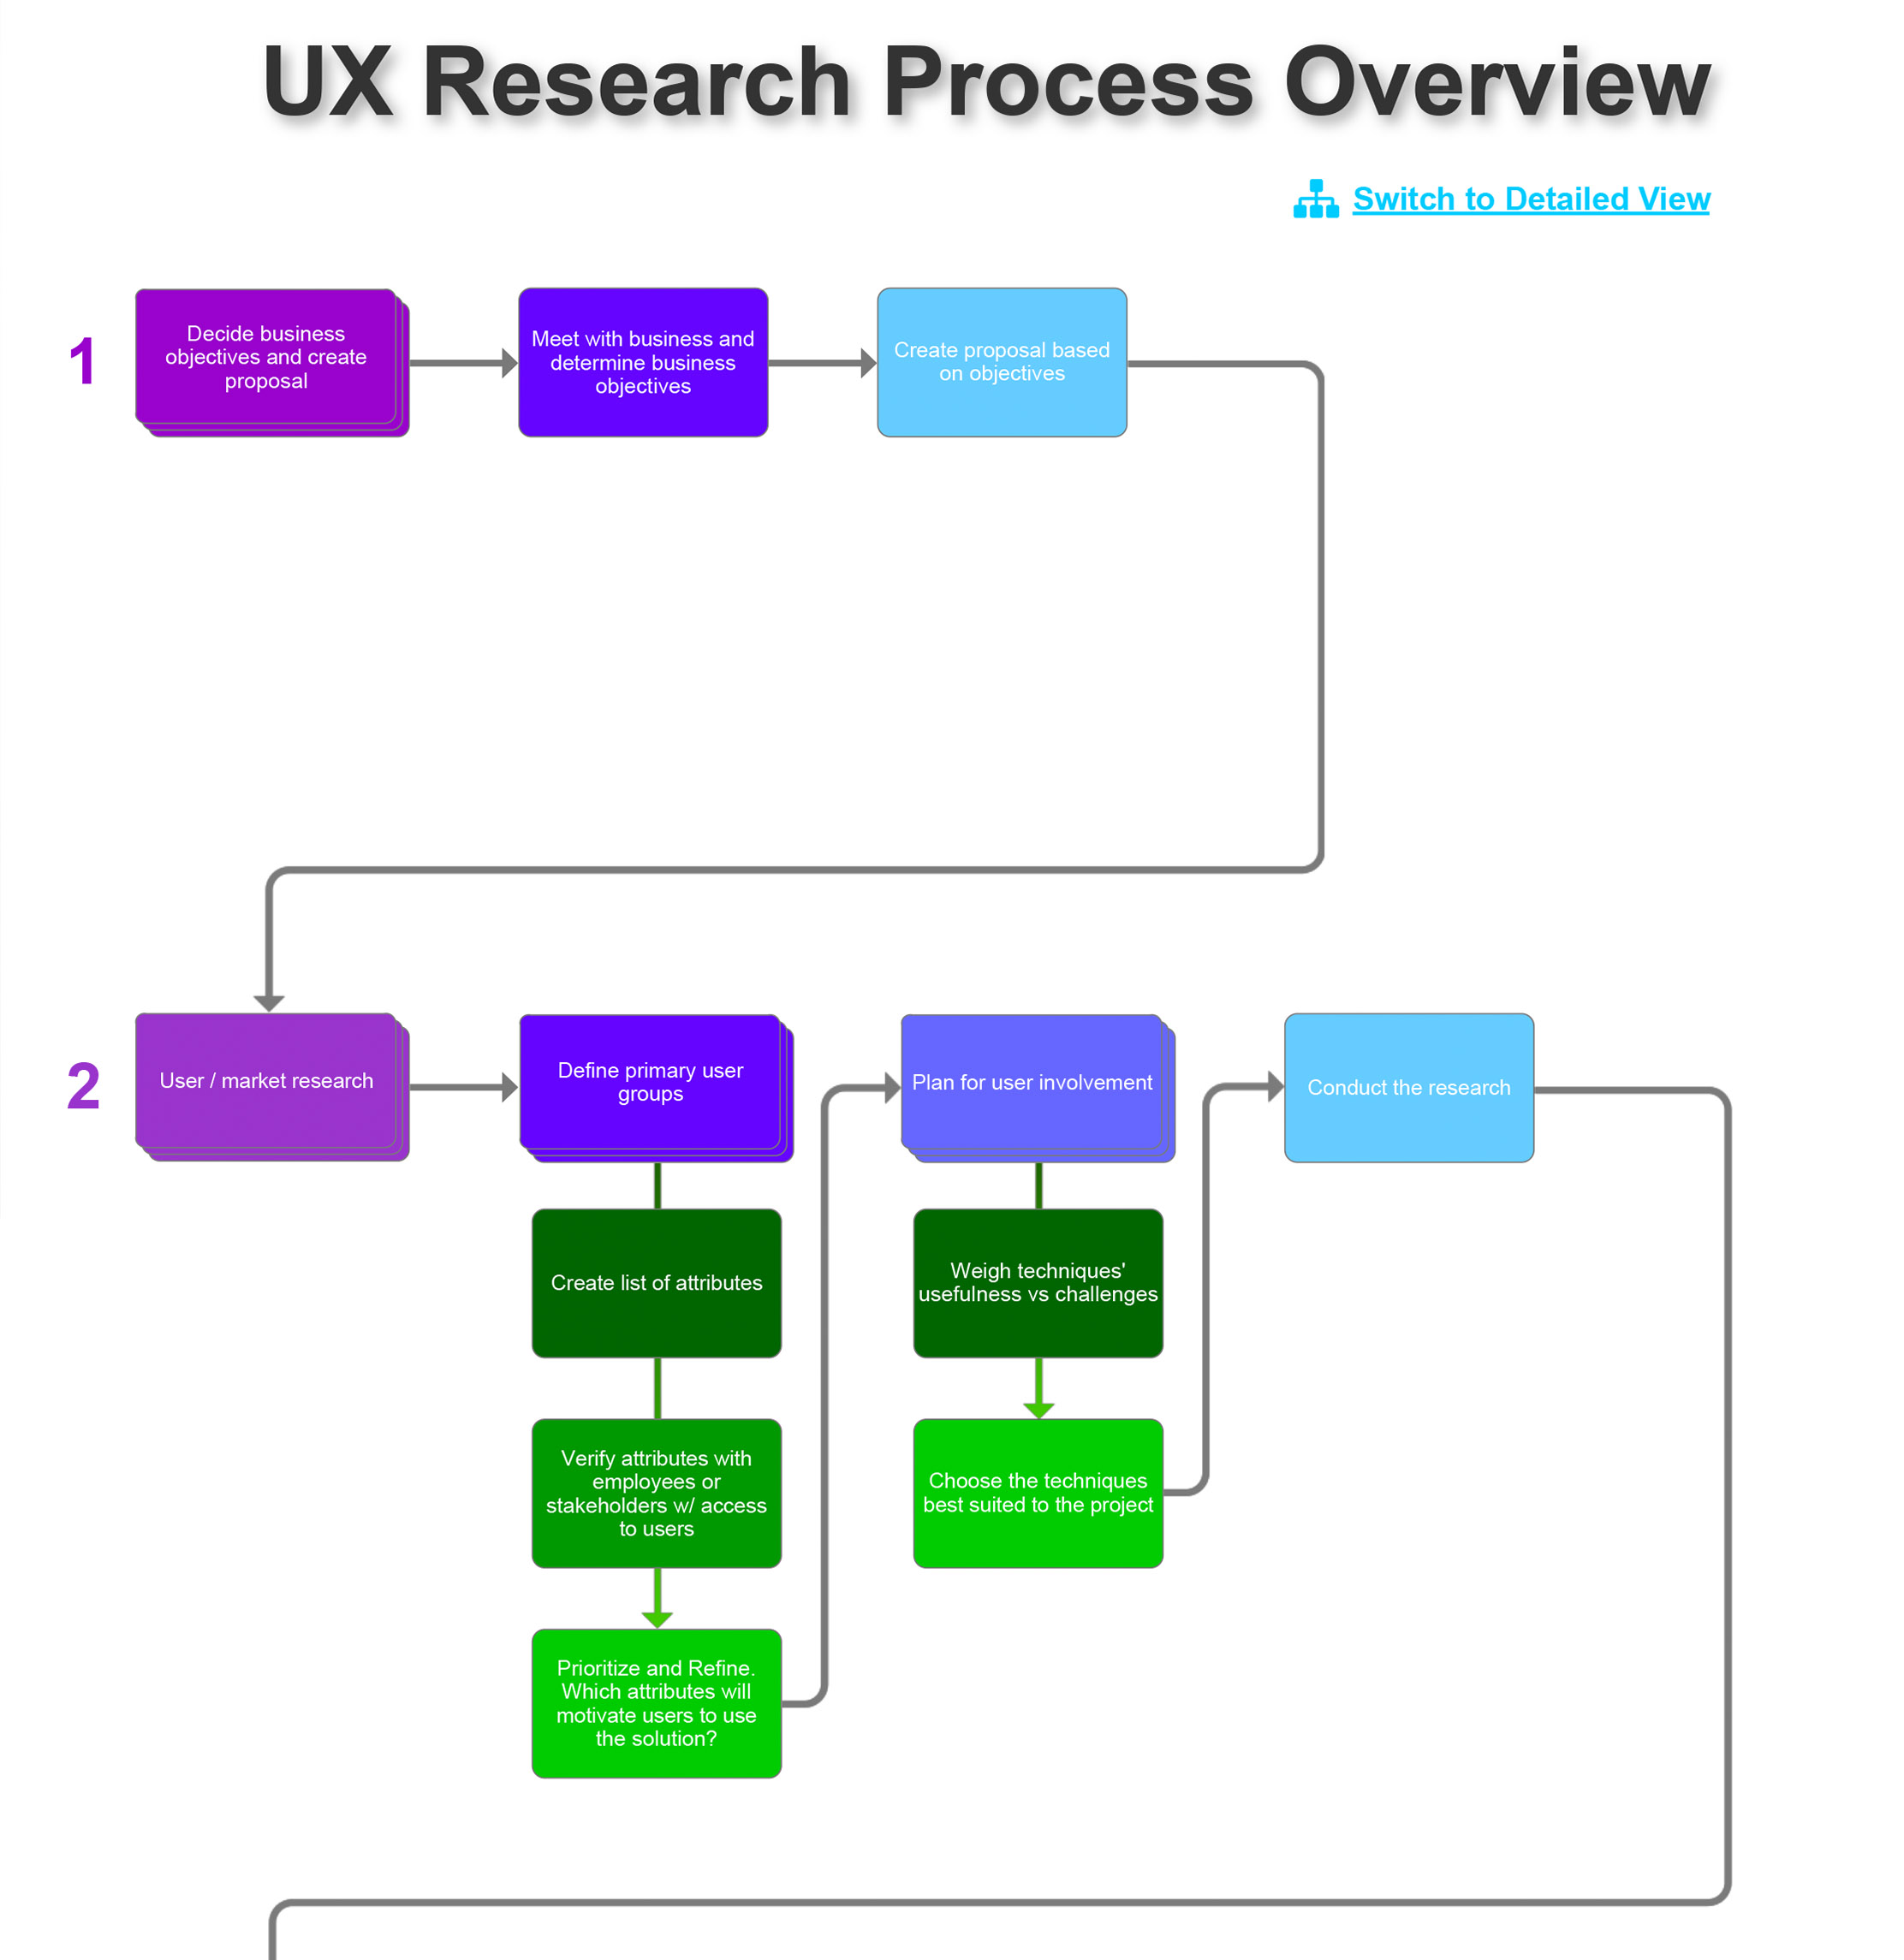 UX Research Process Overview
Switch to Detailed View
1
Decide business
objectives and create
proposal
Meet with business and
determine business
objectives
Create proposal based
on objectives
2
User / market research
Define primary user
groups
Plan for user involvement
Conduct the research
Create list of attributes
Weigh techniques'
usefulness vs challenges
Verify attributes with
employees or
stakeholders w/ access
to users
Choose the techniques
best suited to the project
Prioritize and Refine.
Which attributes will
motivate users to use
the solution?